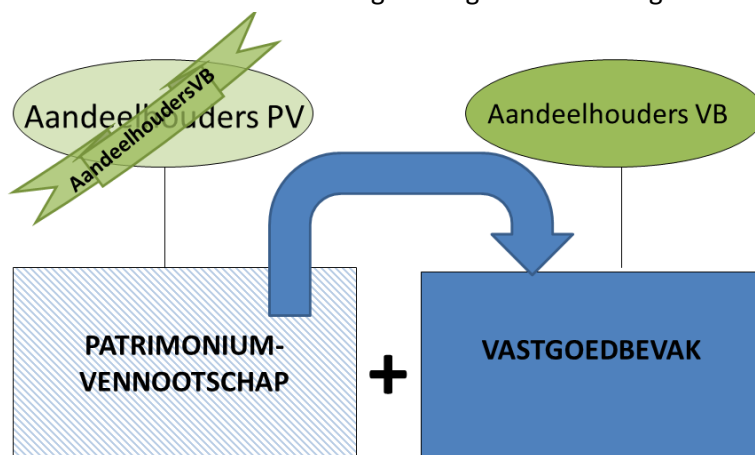 Aandeelhouders PV
AandeelhoudersVB
Aandeelhouders VB
PATRIMONIUM-
VENNOOTSCHAP
+
VASTGOEDBEVAK